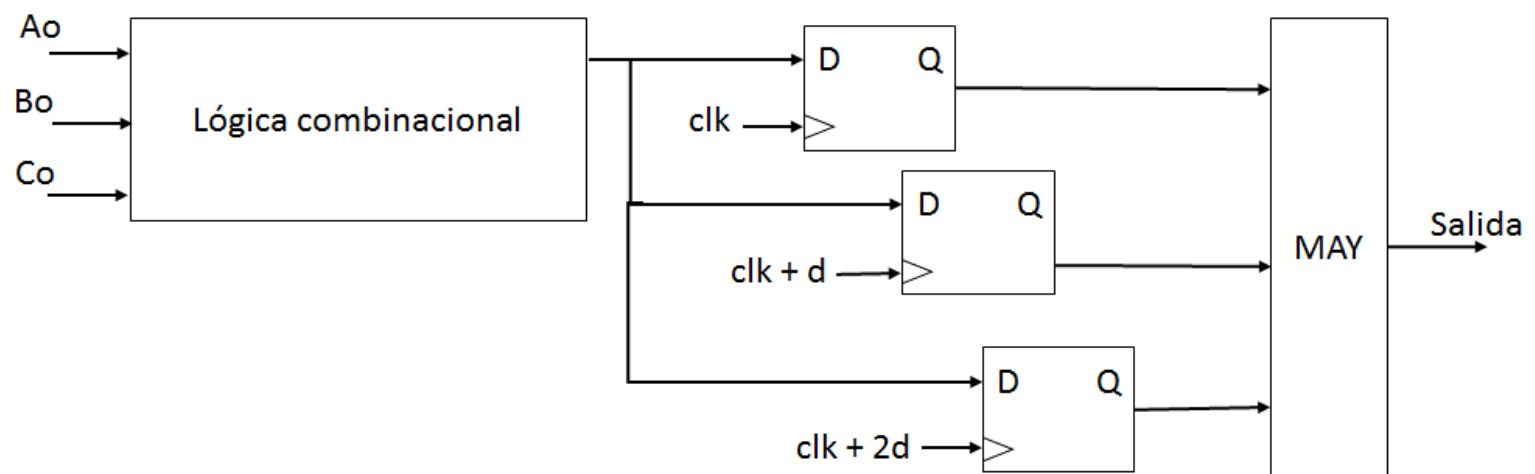 Ao
Bo
Co
Lógica combinacional
D Q
clk
D Q
clk + d
D Q
clk + 2d
MAY
Salida